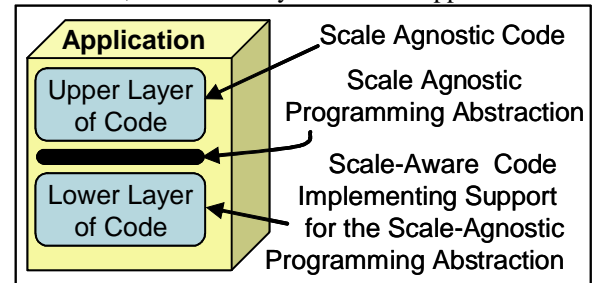 Application
Upper Layer
of Code
Lower Layer
of Code
Scale Agnostic Code
Scale Agnostic
Programming Abstraction
Scale-Aware Code
Implementing Support
for the Scale-Agnostic
Programming Abstraction